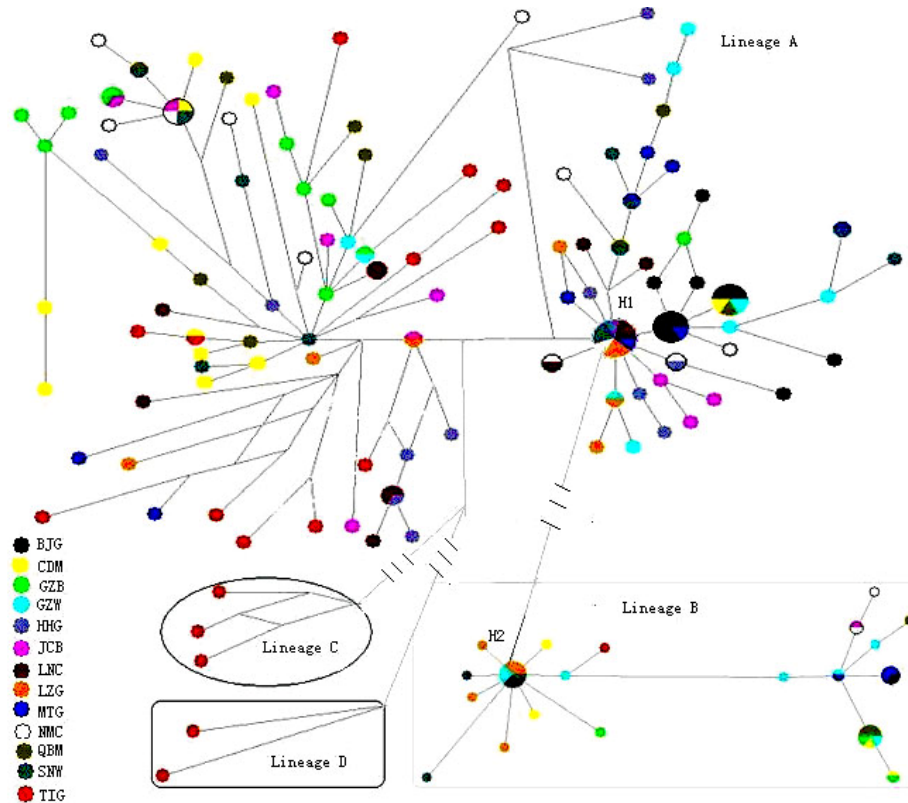 Lineage A
H1
Lineage B
H2
Lineage C
Lineage D
BJG
CDM
GZB
GZW
HHG
JCB
LNC
LZG
MTG
NMC
QBM
SNW
TIG